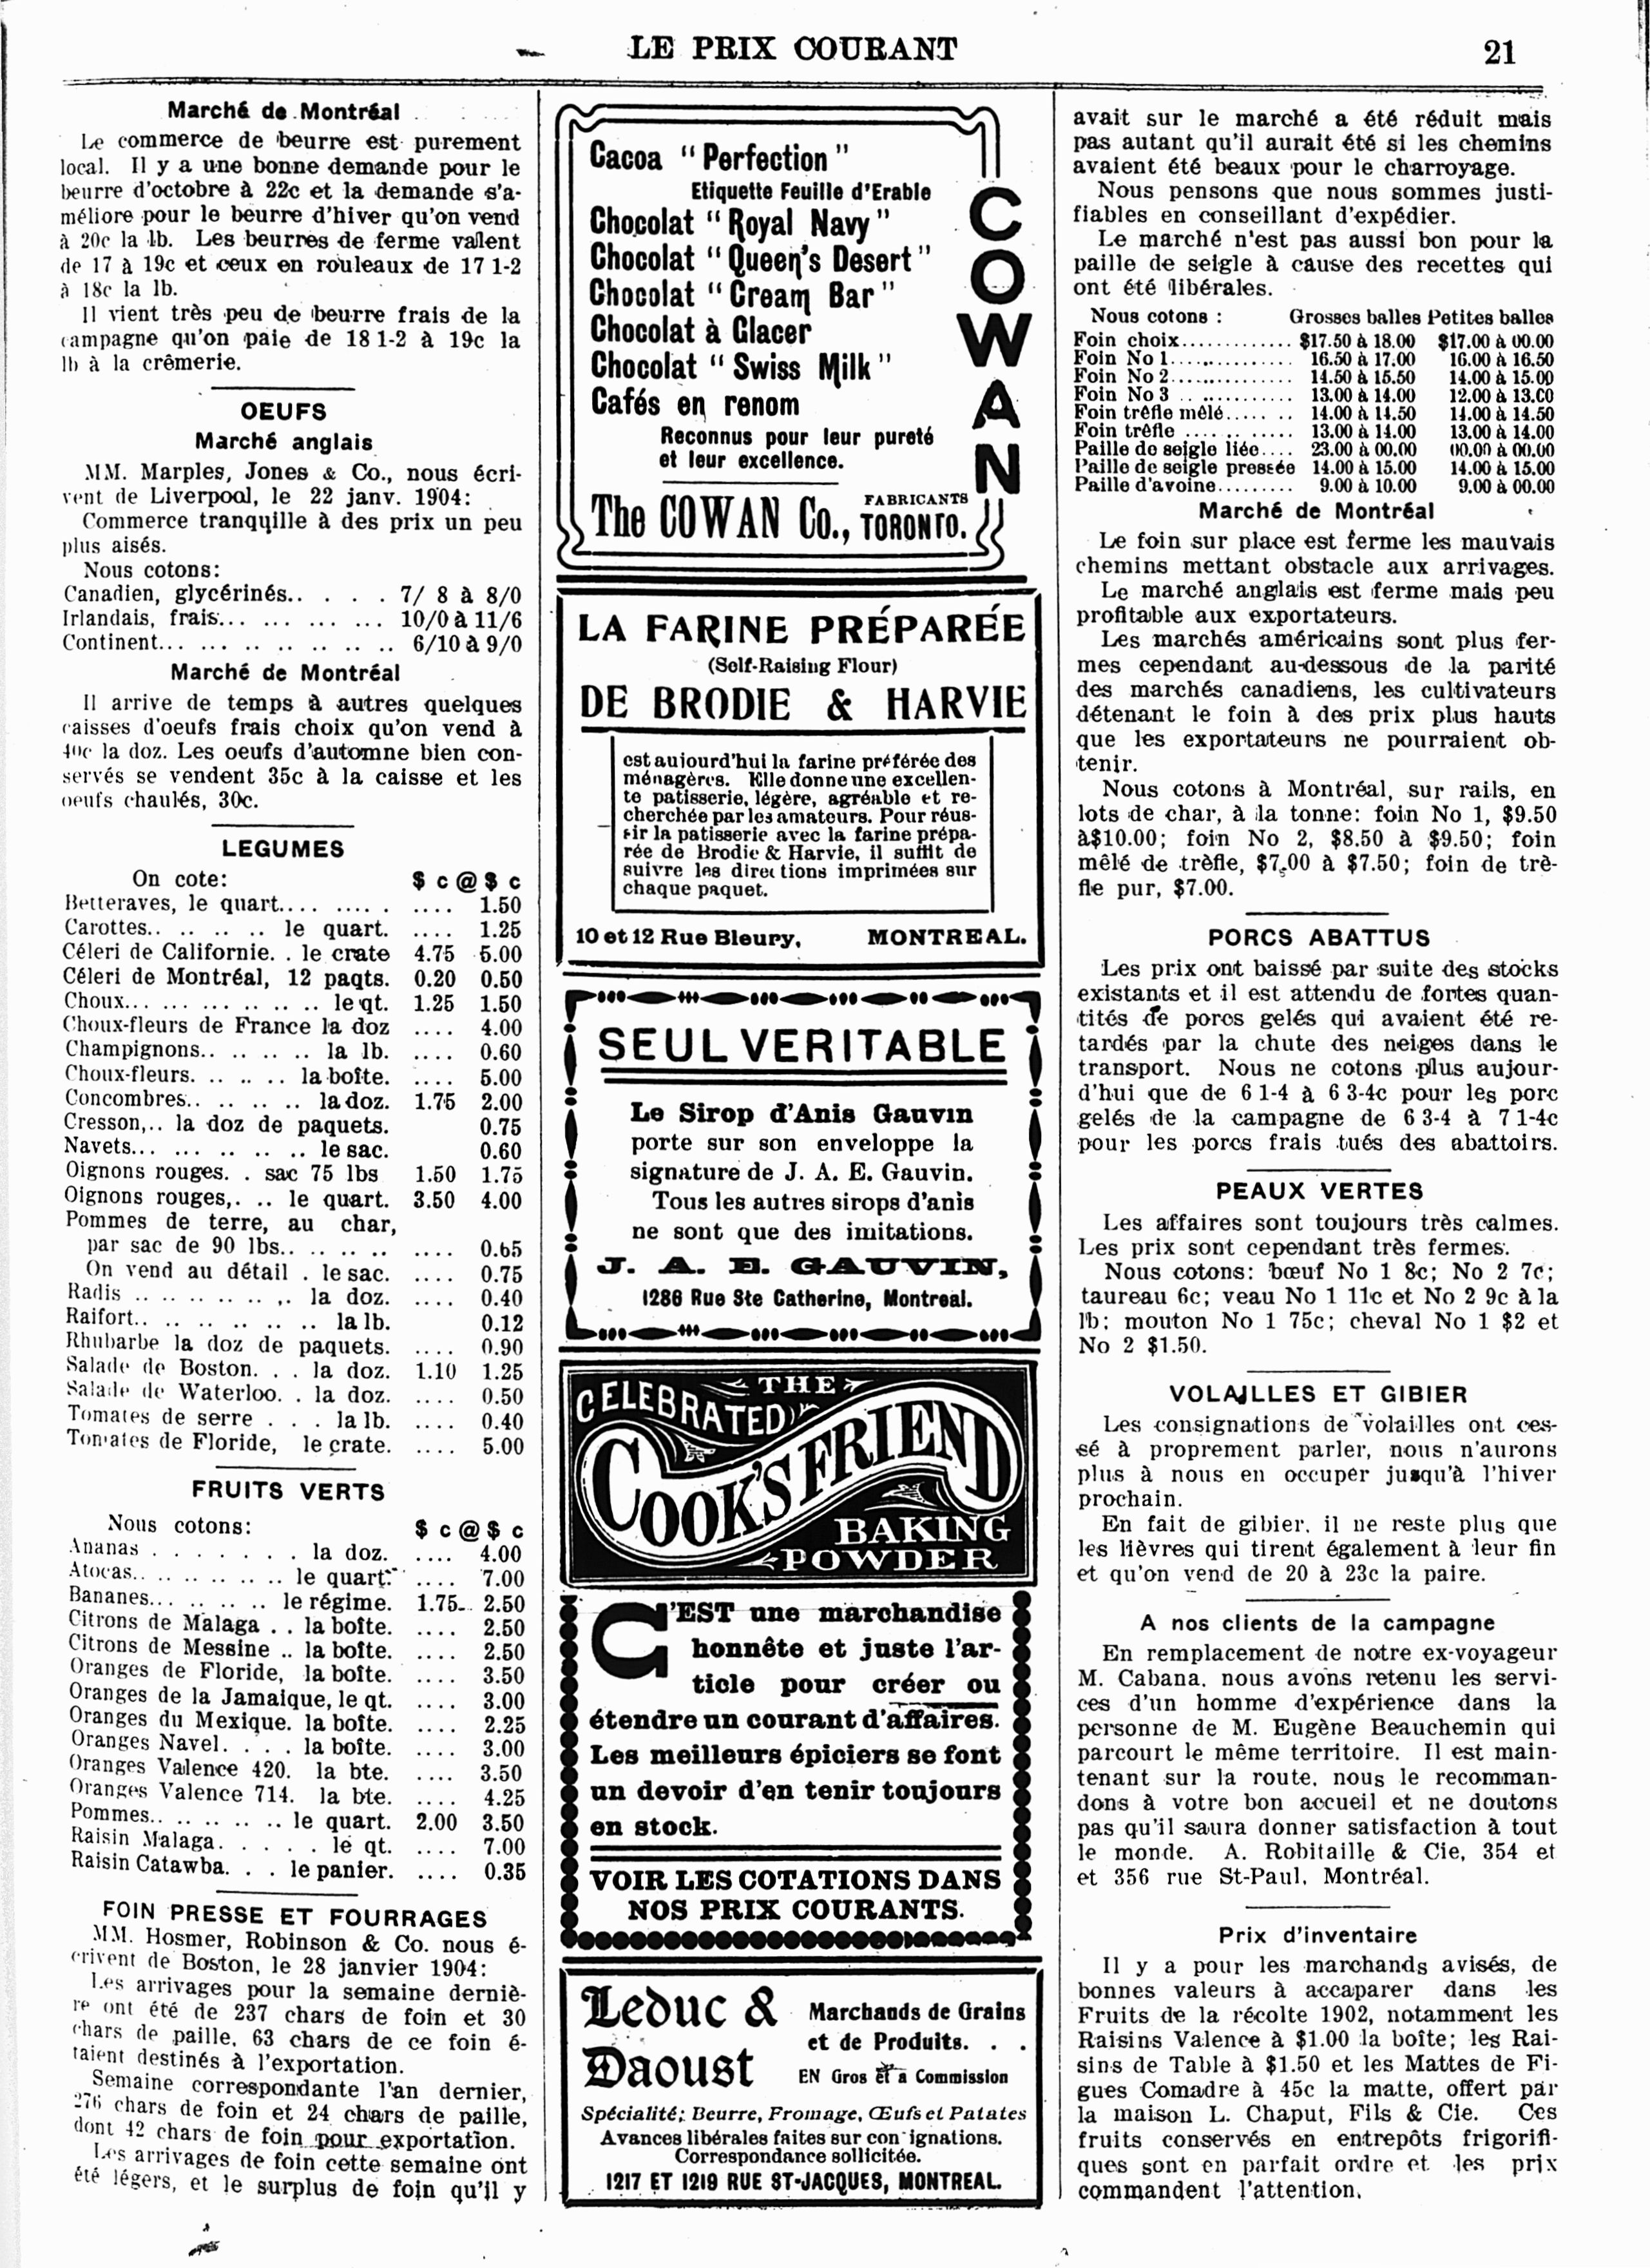 LE PRIX COURANT
21
Marché de Montréal
Le commerce de beurre est purement
local. Il y a une bonne demande pour le
beurre d'octobre à 22c et la demande s'a-
méliore pour le beurre d'hiver qu'on vend
à 20c la lb. Les beurres de ferme valent
de 17 à 19c et ceux en rouleaux de 17 1-2
à 18c la lb.
Il vient très peu de beurre frais de la
campagne qu'on paie de 18 1-2 à 19c la
lb à la crêmerie.
OEUFS
Marché anglais
MM. Marples, Jones & Co., nous écri-
vent de Liverpool, le 22 janv. 1904:
Commerce tranquille à des prix un peu
plus aisés.
Nous cotons:
Canadien, glycérinés.. . . . 7/ 8 à 8/0
Irlandais, frais... ... ... ... 10/0 à 11/6
Continent... ... .. .. .. .. .. 6/10 à 9/0
Marché de Montréal
Il arrive de temps à autres quelques
caisses d'oeufs frais choix qu'on vend à
40c la doz. Les oeufs d'automne bien con-
servés se vendent 35c à la caisse et les
oeufs chaulés, 30c.
LEGUMES
On cote: $ c @ $ c
Betteraves, le quart.... ..... . .... 1.50
Carottes.. .. .. .. le quart. .... 1.25
Céleri de Californie. . le crate 4.75 5.00
Céleri de Montréal, 12 paqts. 0.20 0.50
Choux... ... .. .. .. .. le qt. 1.25 1.50
Choux-fleurs de France la doz .... 4.00
Champignons.. .. .. .. la lb. .... 0.60
Choux-fleurs. .. .. .. la boîte. .... 5.00
Concombres.. .. .. .. la doz. 1.75 2.00
Cresson,.. la doz de paquets. 0.75
Navets... ... .. .. .. .. le sac. 0.60
Oignons rouges. . sac 75 lbs 1.50 1.75
Oignons rouges,. .. le quart. 3.50 4.00
Pommes de terre, au char,
par sac de 90 lbs.. .. .. .. .... 0.65
On vend au détail . le sac. .... 0.75
Radis .. .. .. .. .. ,. la doz. .... 0.40
Raifort.. .. .. .. .. .. la lb. .... 0.12
Rhubarbe la doz de paquets. .... 0.90
Salade de Boston. . . la doz. 1.10 1.25
Salade de Waterloo. . la doz. .... 0.50
Tomates de serre . . . la lb. .... 0.40
Tomates de Floride, le crate. .... 5.00
FRUITS VERTS
Nous cotons: $ c @ $ c
Ananas . . . . . . . la doz. .... 4.00
Atocas.. .. .. .. .. .. le quart. .... 7.00
Bananes... .. .. .. le régime. 1.75 2.50
Citrons de Malaga . . la boîte. .... 2.50
Citrons de Messine .. la boîte. .... 2.50
Oranges de Floride, la boîte. .... 3.50
Oranges de la Jamaique, le qt. .... 3.00
Oranges du Mexique. la boîte. .... 2.25
Oranges Navel. . . . la boîte. .... 3.00
Oranges Valence 420. la bte. .... 3.50
Oranges Valence 714. la bte. .... 4.25
Pommes.. .. .. .. .. le quart. 2.00 3.50
Raisin Malaga. . . . . le qt. .... 7.00
Raisin Catawba. . . le panier. .... 0.35
FOIN PRESSE ET FOURRAGES
MM. Hosmer, Robinson & Co. nous é-
crivent de Boston, le 28 janvier 1904:
Les arrivages pour la semaine derniè-
re ont été de 237 chars de foin et 30
chars de paille, 63 chars de ce foin é-
taient destinés à l'exportation.
Semaine correspondante l'an dernier,
276 chars de foin et 24 chars de paille,
dont 42 chars de foin pour exportation.
Les arrivages de foin cette semaine ont
été légers, et le surplus de foin qu'il y
Cacoa "Perfection"
Etiquette Feuille d'Erable
Chocolat "Royal Navy"
Chocolat "Queen's Desert"
Chocolat "Cream Bar"
Chocolat à Glacer
Chocolat "Swiss Milk"
Cafés en renom
Reconnus pour leur pureté
et leur excellence.
COWAN
The COWAN Co., FABRICANTS TORONTO.
LA FARINE PRÉPARÉE
(Self-Raising Flour)
DE BRODIE & HARVIE
est aujourd'hui la farine préférée des
ménagères. Elle donne une excellen-
te patisserie, légère, agréable et re-
cherchée par les amateurs. Pour réus-
sir la patisserie avec la farine prépa-
rée de Brodie & Harvie, il suffit de
suivre les directions imprimées sur
chaque paquet.
10 et 12 Rue Bleury, MONTREAL.
SEUL VERITABLE
Le Sirop d'Anis Gauvin
porte sur son enveloppe la
signature de J. A. E. Gauvin.
Tous les autres sirops d'anis
ne sont que des imitations.
J. A. E. GAUVIN,
1286 Rue Ste Catherine, Montreal.
THE
CELEBRATED
COOK'S FRIEND
BAKING
POWDER
C'EST une marchandise
honnête et juste l'ar-
ticle pour créer ou
étendre un courant d'affaires.
Les meilleurs épiciers se font
un devoir d'en tenir toujours
en stock.
VOIR LES COTATIONS DANS
NOS PRIX COURANTS.
Leduc & Daoust
Marchands de Grains
et de Produits. . .
EN Gros et a Commission
Spécialité: Beurre, Fromage, Œufs et Patates
Avances libérales faites sur con ignations.
Correspondance sollicitée.
1217 ET 1219 RUE ST-JACQUES, MONTREAL.
avait sur le marché a été réduit mais
pas autant qu'il aurait été si les chemins
avaient été beaux pour le charroyage.
Nous pensons que nous sommes justi-
fiables en conseillant d'expédier.
Le marché n'est pas aussi bon pour la
paille de seigle à cause des recettes qui
ont été libérales.
Nous cotons : Grosses balles Petites balles
Foin choix............. $17.50 à 18.00 $17.00 à 00.00
Foin No 1............... 16.50 à 17.00 16.00 à 16.50
Foin No 2............... 14.50 à 15.50 14.00 à 15.00
Foin No 3 .. ........... 13.00 à 14.00 12.00 à 13.00
Foin trêfle mêlé..... .. 14.00 à 14.50 14.00 à 14.50
Foin trêfle .... .. ..... 13.00 à 14.00 13.00 à 14.00
Paille de seigle liée.... 23.00 à 00.00 00.00 à 00.00
Paille de seigle pressée 14.00 à 15.00 14.00 à 15.00
Paille d'avoine......... 9.00 à 10.00 9.00 à 00.00
Marché de Montréal
Le foin sur place est ferme les mauvais
chemins mettant obstacle aux arrivages.
Le marché anglais est ferme mais peu
profitable aux exportateurs.
Les marchés américains sont plus fer-
mes cependant au-dessous de la parité
des marchés canadiens, les cultivateurs
détenant le foin à des prix plus hauts
que les exportateurs ne pourraient ob-
tenir.
Nous cotons à Montréal, sur rails, en
lots de char, à la tonne: foin No 1, $9.50
à$10.00; foin No 2, $8.50 à $9.50; foin
mêlé de trèfle, $7.00 à $7.50; foin de trè-
fle pur, $7.00.
PORCS ABATTUS
Les prix ont baissé par suite des stocks
existants et il est attendu de fortes quan-
tités de porcs gelés qui avaient été re-
tardés par la chute des neiges dans le
transport. Nous ne cotons plus aujour-
d'hui que de 6 1-4 à 6 3-4c pour les porc
gelés de la campagne de 6 3-4 à 7 1-4c
pour les porcs frais tués des abattoirs.
PEAUX VERTES
Les affaires sont toujours très calmes.
Les prix sont cependant très fermes.
Nous cotons: bœuf No 1 8c; No 2 7c;
taureau 6c; veau No 1 11c et No 2 9c à la
lb; mouton No 1 75c; cheval No 1 $2 et
No 2 $1.50.
VOLAILLES ET GIBIER
Les consignations de volailles ont ces-
sé à proprement parler, nous n'aurons
plus à nous en occuper jusqu'à l'hiver
prochain.
En fait de gibier, il ne reste plus que
les lièvres qui tirent également à leur fin
et qu'on vend de 20 à 23c la paire.
A nos clients de la campagne
En remplacement de notre ex-voyageur
M. Cabana, nous avons retenu les servi-
ces d'un homme d'expérience dans la
personne de M. Eugène Beauchemin qui
parcourt le même territoire. Il est main-
tenant sur la route, nous le recomman-
dons à votre bon accueil et ne doutons
pas qu'il saura donner satisfaction à tout
le monde. A. Robitaille & Cie, 354 et
et 356 rue St-Paul, Montréal.
Prix d'inventaire
Il y a pour les marchands avisés, de
bonnes valeurs à accaparer dans les
Fruits de la récolte 1902, notamment les
Raisins Valence à $1.00 la boîte; les Rai-
sins de Table à $1.50 et les Mattes de Fi-
gues Comadre à 45c la matte, offert par
la maison L. Chaput, Fils & Cie. Ces
fruits conservés en entrepôts frigorifi-
ques sont en parfait ordre et les prix
commandent l'attention.